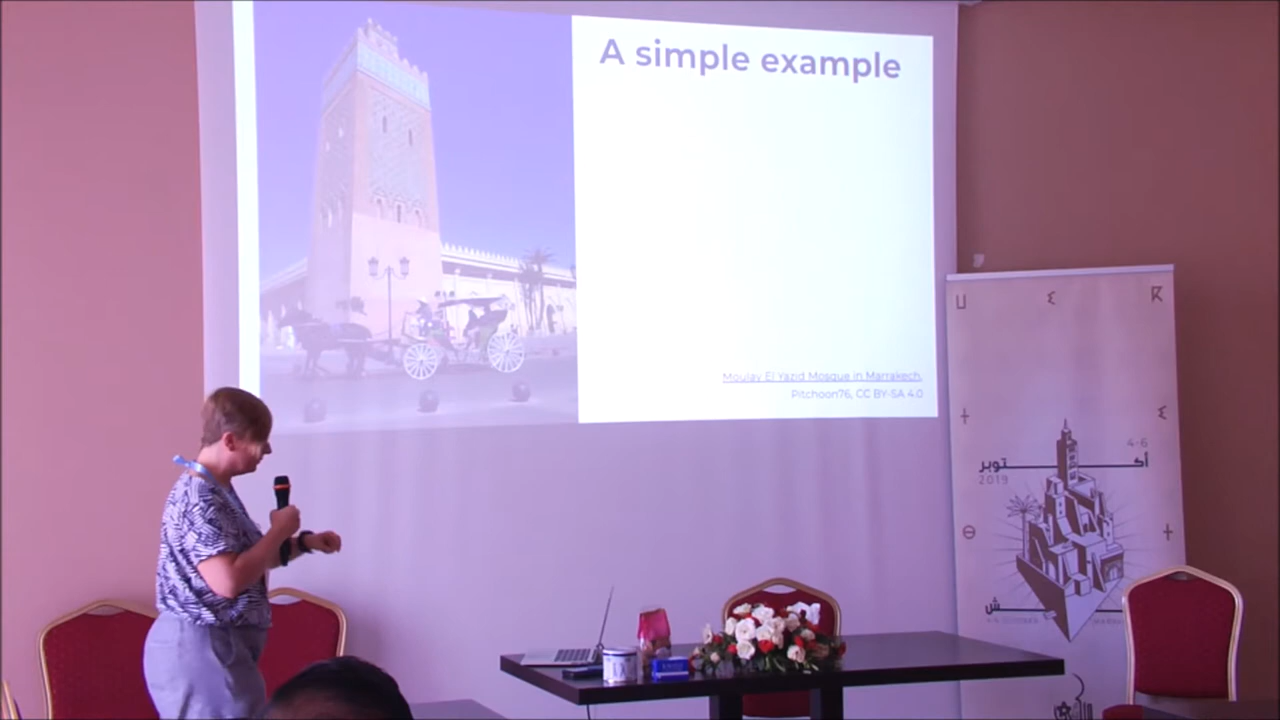 A simple example
Moulay El Yazid Mosque in Marrakech,
Pitchoon76, CC BY-SA 4.0
4-6
أكتوبر
2019